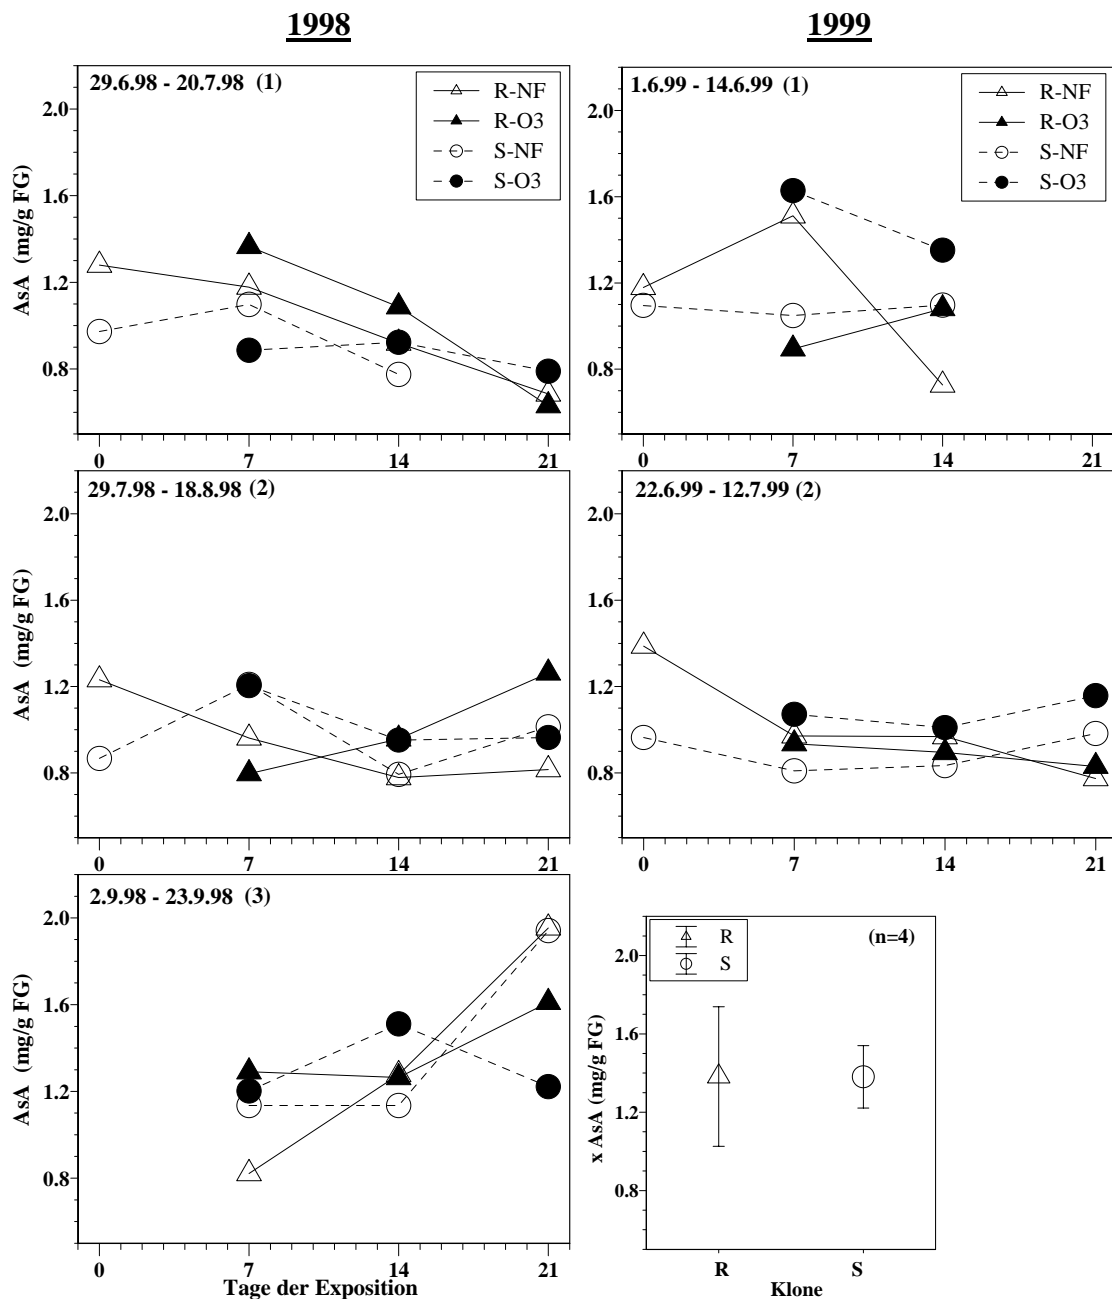 1998
1999
29.6.98 - 20.7.98 (1)
R-NF
R-O3
S-NF
S-O3
AsA (mg/g FG)
2.0
1.6
1.2
0.8
0 7 14 21
1.6.99 - 14.6.99 (1)
R-NF
R-O3
S-NF
S-O3
2.0
1.6
1.2
0.8
0 7 14 21
29.7.98 - 18.8.98 (2)
AsA (mg/g FG)
2.0
1.6
1.2
0.8
0 7 14 21
22.6.99 - 12.7.99 (2)
2.0
1.6
1.2
0.8
0 7 14 21
2.9.98 - 23.9.98 (3)
AsA (mg/g FG)
2.0
1.6
1.2
0.8
0 7 14 21
Tage der Exposition
R
S
(n=4)
x AsA (mg/g FG)
2.0
1.6
1.2
0.8
R S
Klone